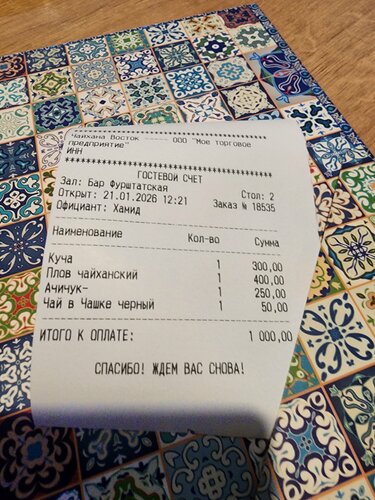 ************************************
Чайхана Восток ------ ООО "Мое торговое
предприятие"
ИНН
************************************
ГОСТЕВОЙ СЧЕТ
Зал: Бар Фурштатская Стол: 2
Открыт: 21.01.2026 12:21
Официант: Хамид Заказ № 18535
Наименование Кол-во Сумма
Куча 1 300,00
Плов чайханский 1 400,00
Ачичук- 1 250,00
Чай в Чашке черный 1 50,00
ИТОГО К ОПЛАТЕ: 1 000,00
СПАСИБО! ЖДЕМ ВАС СНОВА!